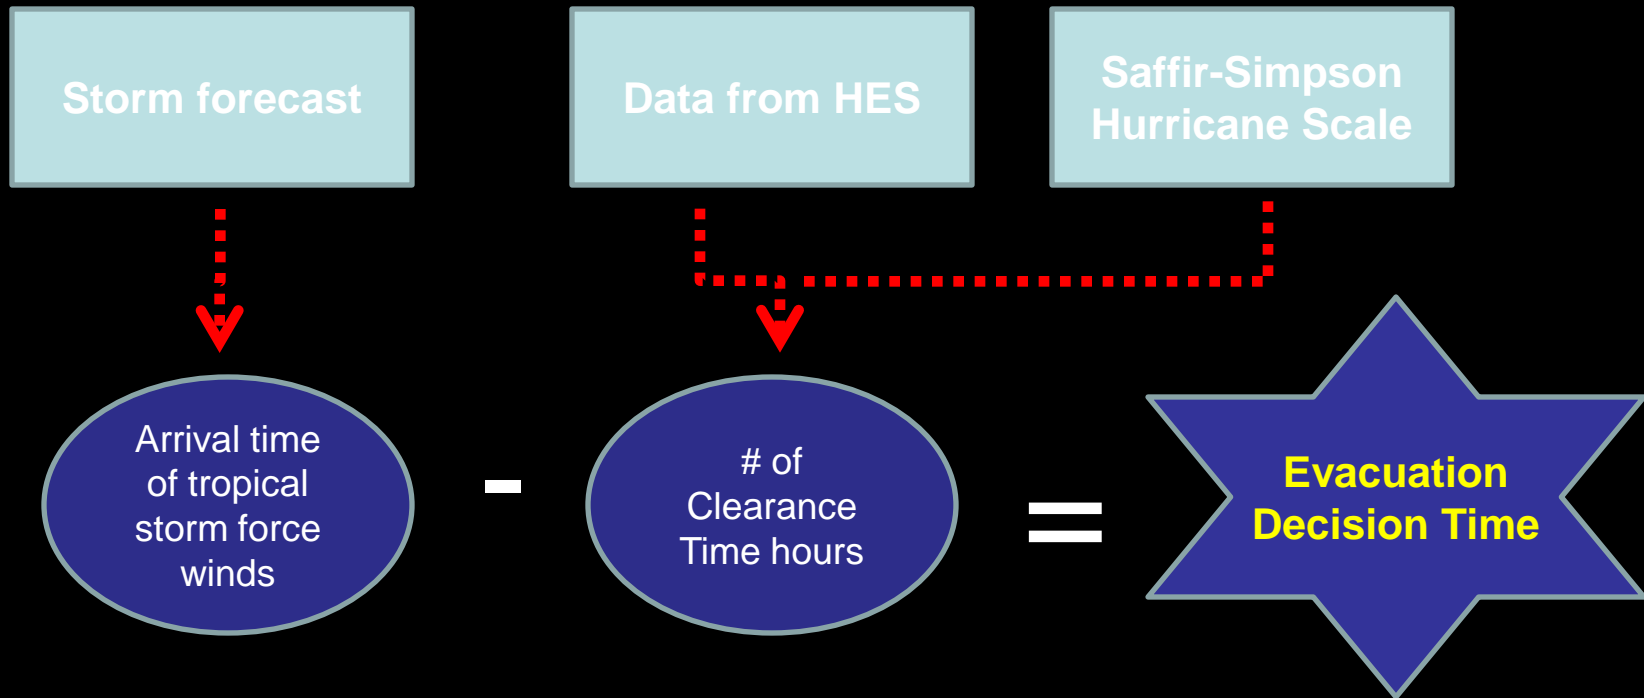 Storm forecast
Data from HES
Saffir-Simpson
Hurricane Scale
Arrival time
of tropical
storm force
winds
-
# of
Clearance
Time hours
=
Evacuation
Decision Time